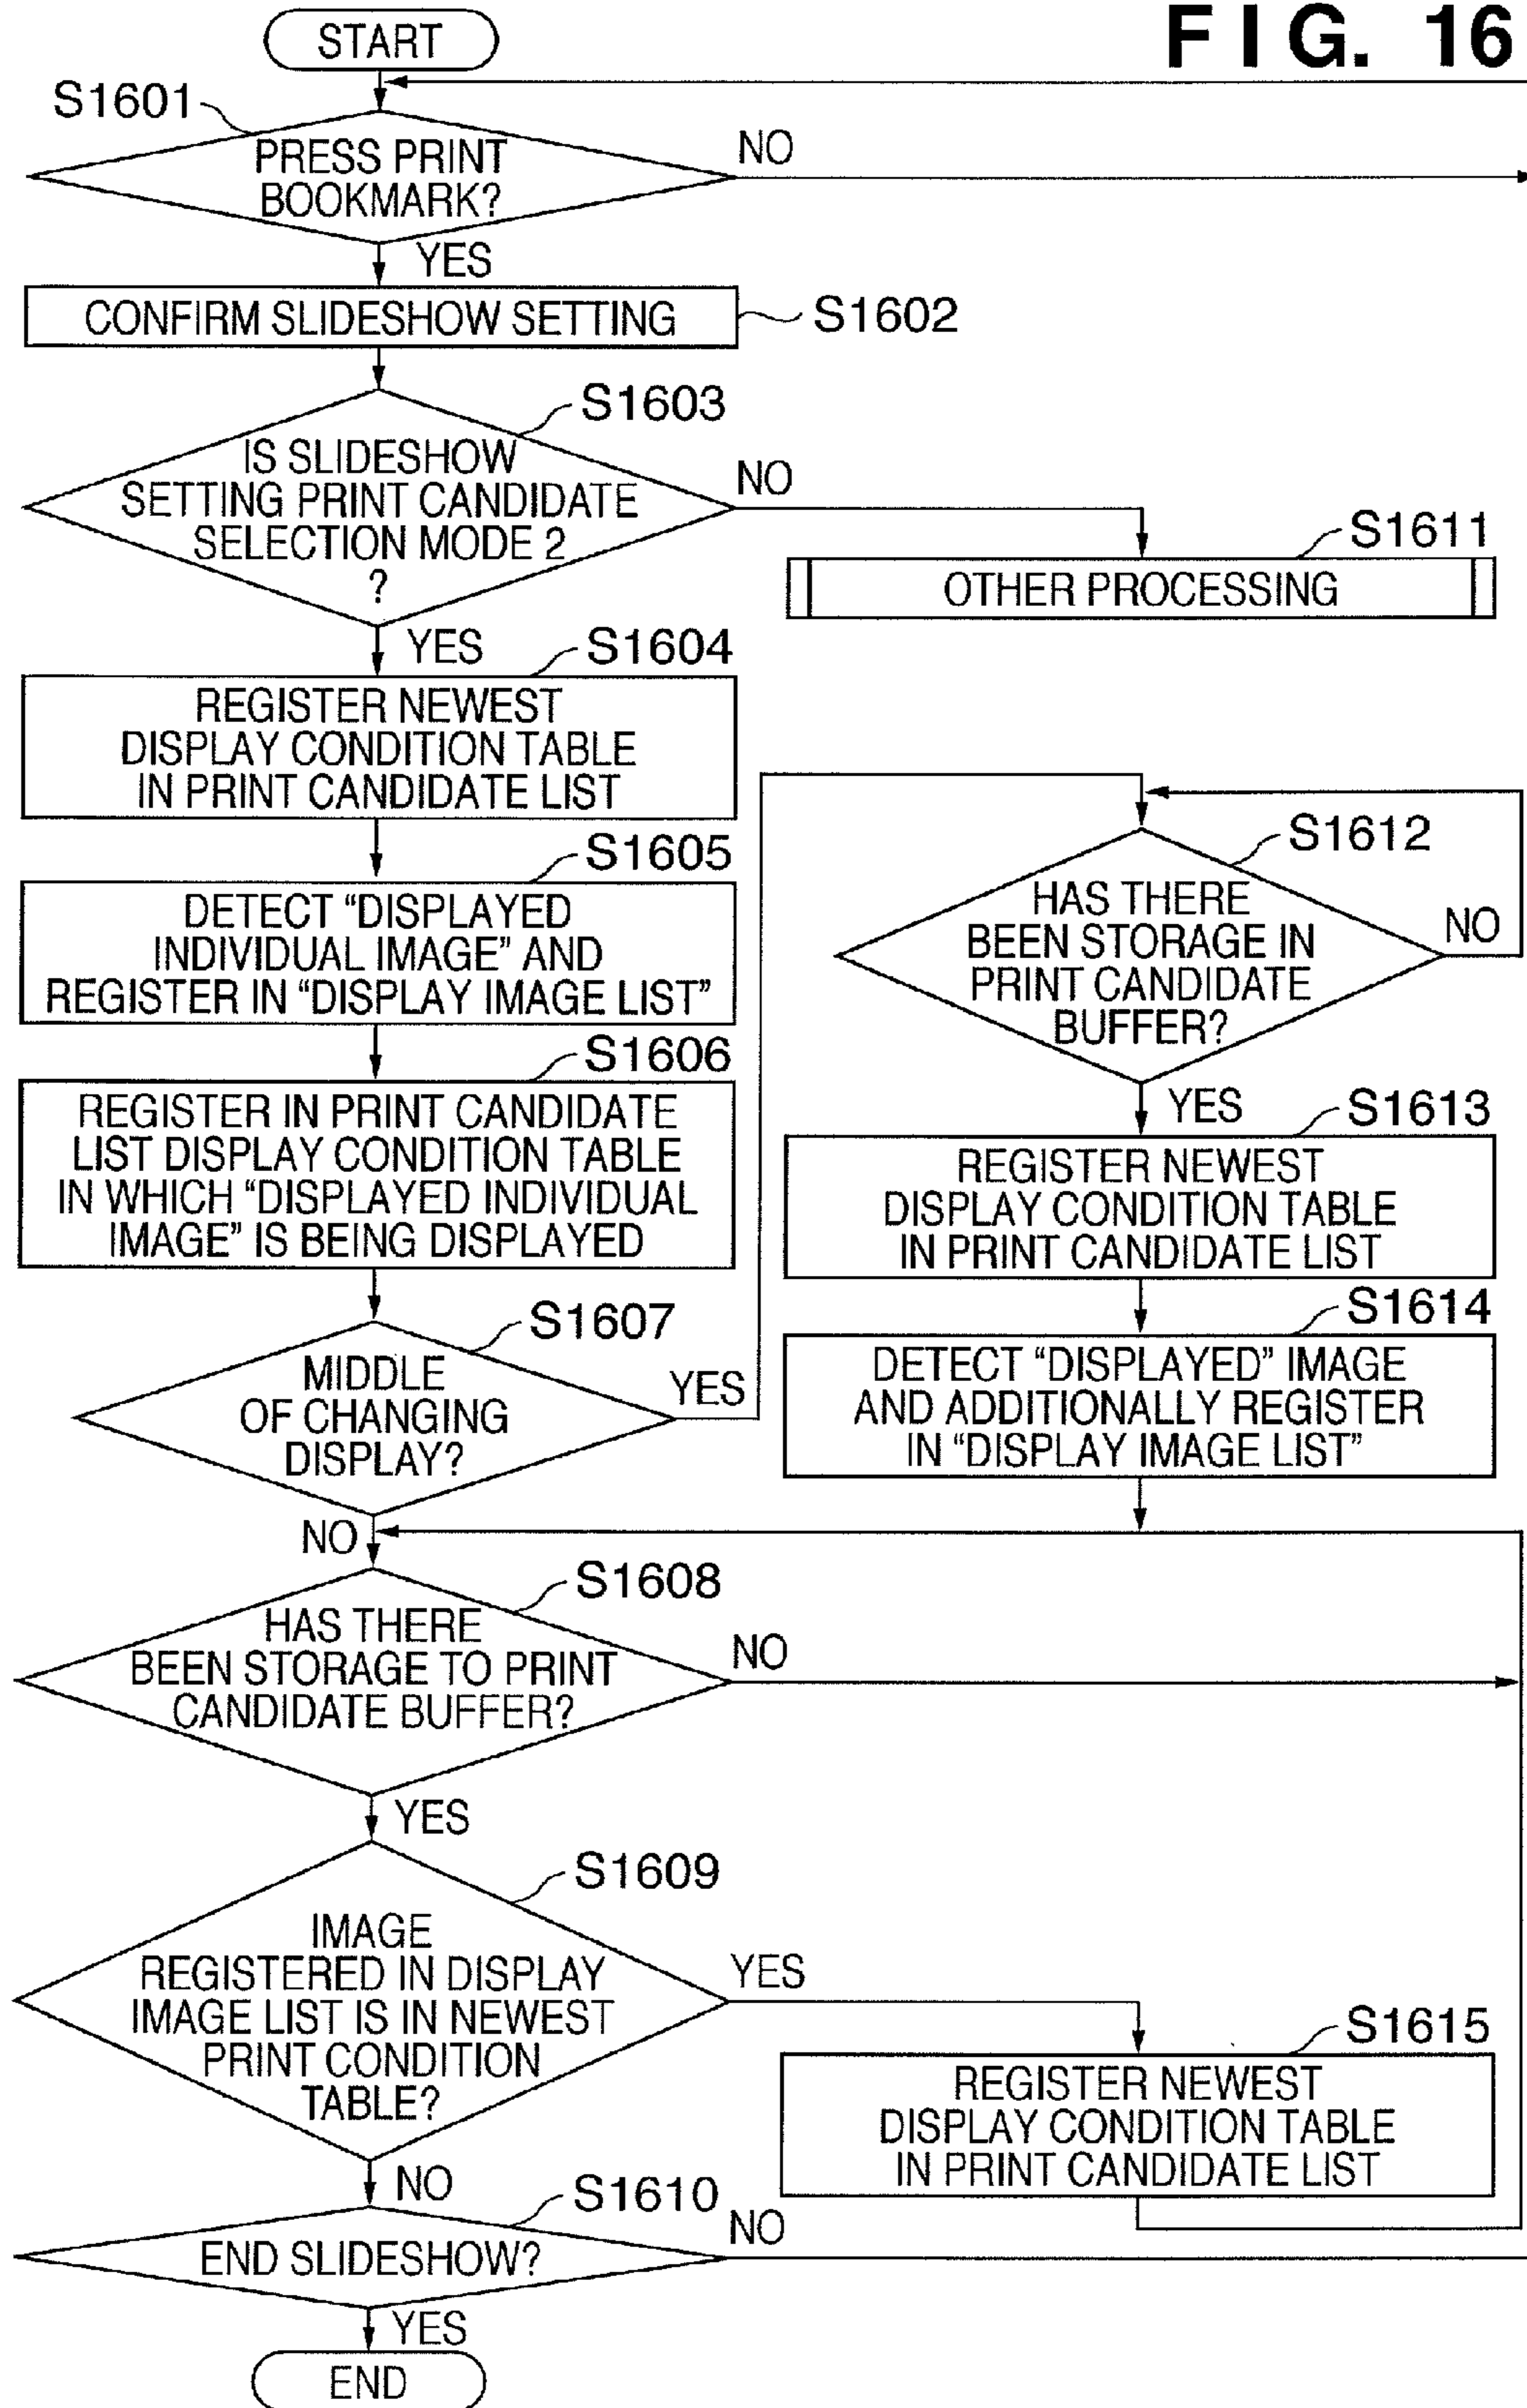 FIG. 16
START
S1601
PRESS PRINT
BOOKMARK?
NO
YES
CONFIRM SLIDESHOW SETTING
S1602
S1603
IS SLIDESHOW
SETTING PRINT CANDIDATE
SELECTION MODE 2
?
NO
S1611
OTHER PROCESSING
YES
S1604
REGISTER NEWEST
DISPLAY CONDITION TABLE
IN PRINT CANDIDATE LIST
S1605
DETECT “DISPLAYED
INDIVIDUAL IMAGE” AND
REGISTER IN “DISPLAY IMAGE LIST”
S1606
REGISTER IN PRINT CANDIDATE
LIST DISPLAY CONDITION TABLE
IN WHICH “DISPLAYED INDIVIDUAL
IMAGE” IS BEING DISPLAYED
S1607
MIDDLE
OF CHANGING
DISPLAY?
YES
S1612
HAS THERE
BEEN STORAGE IN
PRINT CANDIDATE
BUFFER?
NO
YES
S1613
REGISTER NEWEST
DISPLAY CONDITION TABLE
IN PRINT CANDIDATE LIST
S1614
DETECT “DISPLAYED” IMAGE
AND ADDITIONALLY REGISTER
IN “DISPLAY IMAGE LIST”
NO
S1608
HAS THERE
BEEN STORAGE TO PRINT
CANDIDATE BUFFER?
NO
YES
S1609
IMAGE
REGISTERED IN DISPLAY
IMAGE LIST IS IN NEWEST
PRINT CONDITION
TABLE?
YES
S1615
REGISTER NEWEST
DISPLAY CONDITION TABLE
IN PRINT CANDIDATE LIST
NO
S1610
END SLIDESHOW?
NO
YES
END